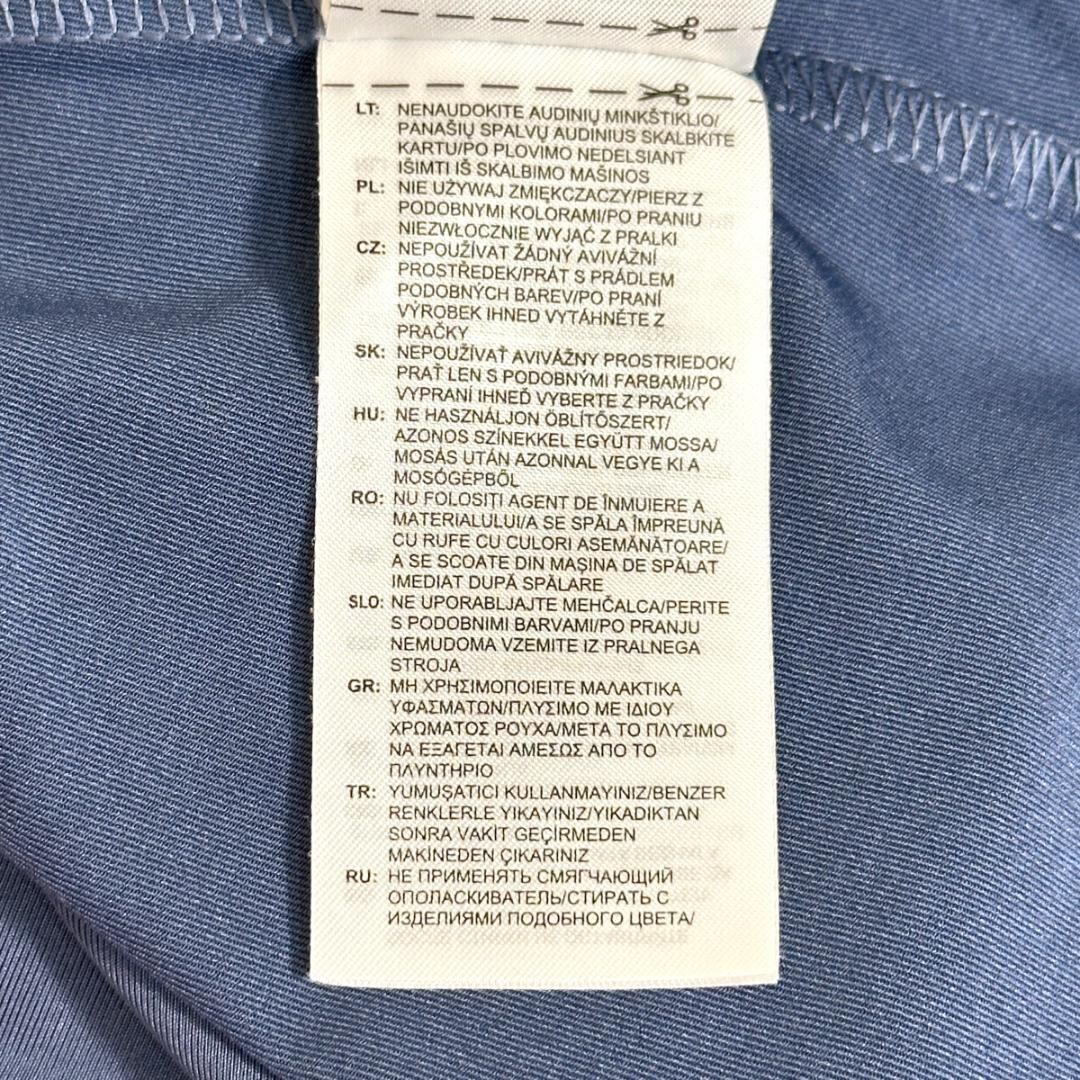 LT: NENAUDOKITE AUDINIŲ MINKŠTIKLIO/
PANAŠIŲ SPALVŲ AUDINIUS SKALBKITE
KARTU/PO PLOVIMO NEDELSIANT
IŠIMTI IŠ SKALBIMO MAŠINOS
PL: NIE UŻYWAJ ZMIĘKCZACZY/PIERZ Z
PODOBNYMI KOLORAMI/PO PRANIU
NIEZWŁOCZNIE WYJĄĆ Z PRALKI
CZ: NEPOUŽÍVAT ŽÁDNÝ AVIVÁŽNÍ
PROSTŘEDEK/PRÁT S PRÁDLEM
PODOBNÝCH BAREV/PO PRANÍ
VÝROBEK IHNED VYTÁHNĚTE Z
PRAČKY
SK: NEPOUŽÍVAŤ AVIVÁŽNY PROSTRIEDOK/
PRAŤ LEN S PODOBNÝMI FARBAMI/PO
VYPRANÍ IHNEĎ VYBERTE Z PRAČKY
HU: NE HASZNÁLJON ÖBLÍTŐSZERT/
AZONOS SZÍNEKKEL EGYÜTT MOSSA/
MOSÁS UTÁN AZONNAL VEGYE KI A
MOSÓGÉPBŐL
RO: NU FOLOSIȚI AGENT DE ÎNMUIERE A
MATERIALULUI/A SE SPĂLA ÎMPREUNĂ
CU RUFE CU CULORI ASEMĂNĂTOARE/
A SE SCOATE DIN MAȘINA DE SPĂLAT
IMEDIAT DUPĂ SPĂLARE
SLO: NE UPORABLJAJTE MEHČALCA/PERITE
S PODOBNIMI BARVAMI/PO PRANJU
NEMUDOMA VZEMITE IZ PRALNEGA
STROJA
GR: ΜΗ ΧΡΗΣΙΜΟΠΟΙΕΙΤΕ ΜΑΛΑΚΤΙΚΑ
ΥΦΑΣΜΑΤΩΝ/ΠΛΥΣΙΜΟ ΜΕ ΙΔΙΟΥ
ΧΡΩΜΑΤΟΣ ΡΟΥΧΑ/ΜΕΤΑ ΤΟ ΠΛΥΣΙΜΟ
ΝΑ ΕΞΑΓΕΤΑΙ ΑΜΕΣΩΣ ΑΠΟ ΤΟ
ΠΛΥΝΤΗΡΙΟ
TR: YUMUŞATICI KULLANMAYINIZ/BENZER
RENKLERLE YIKAYINIZ/YIKADIKTAN
SONRA VAKİT GEÇİRMEDEN
MAKİNEDEN ÇIKARINIZ
RU: НЕ ПРИМЕНЯТЬ СМЯГЧАЮЩИЙ
ОПОЛАСКИВАТЕЛЬ/СТИРАТЬ С
ИЗДЕЛИЯМИ ПОДОБНОГО ЦВЕТА/